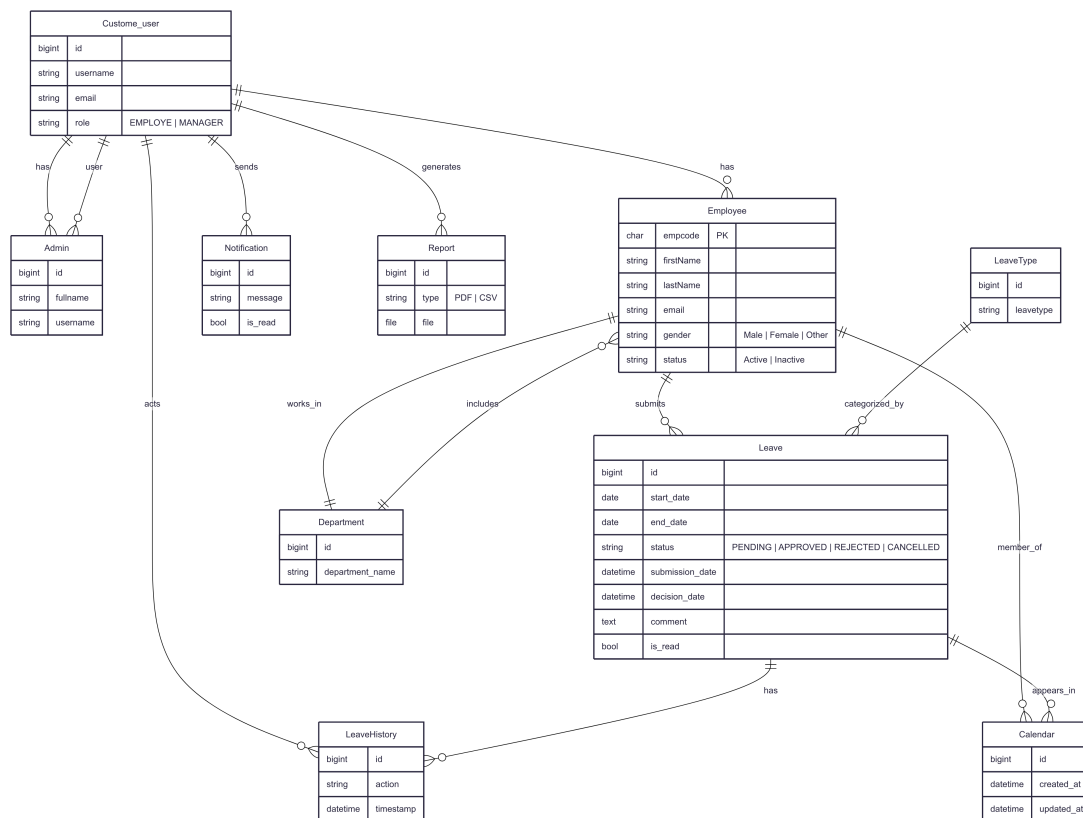 Custome_user
bigint id
string username
string email
string role EMPLOYE | MANAGER
has
user
sends
generates
has
Admin
bigint id
string fullname
string username
Notification
bigint id
string message
bool is_read
Report
bigint id
string type PDF | CSV
file file
Employee
char empcode PK
string firstName
string lastName
string email
string gender Male | Female | Other
string status Active | Inactive
LeaveType
bigint id
string leavetype
acts
works_in
includes
submits
categorized_by
Leave
bigint id
date start_date
date end_date
string status PENDING | APPROVED | REJECTED | CANCELLED
datetime submission_date
datetime decision_date
text comment
bool is_read
Department
bigint id
string department_name
member_of
has
appears_in
LeaveHistory
bigint id
string action
datetime timestamp
Calendar
bigint id
datetime created_at
datetime updated_at